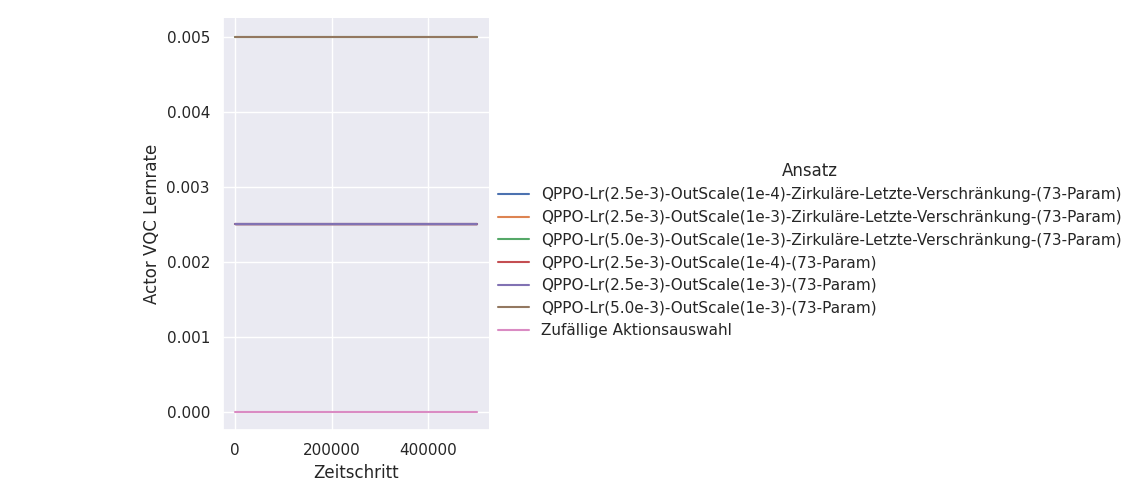 0.005
0.004
0.003
0.002
0.001
0.000
Actor VQC Lernrate
0
200000
400000
Zeitschritt
Ansatz
QPPO-Lr(2.5e-3)-OutScale(1e-4)-Zirkuläre-Letzte-Verschränkung-(73-Param)
QPPO-Lr(2.5e-3)-OutScale(1e-3)-Zirkuläre-Letzte-Verschränkung-(73-Param)
QPPO-Lr(5.0e-3)-OutScale(1e-3)-Zirkuläre-Letzte-Verschränkung-(73-Param)
QPPO-Lr(2.5e-3)-OutScale(1e-4)-(73-Param)
QPPO-Lr(2.5e-3)-OutScale(1e-3)-(73-Param)
QPPO-Lr(5.0e-3)-OutScale(1e-3)-(73-Param)
Zufällige Aktionsauswahl